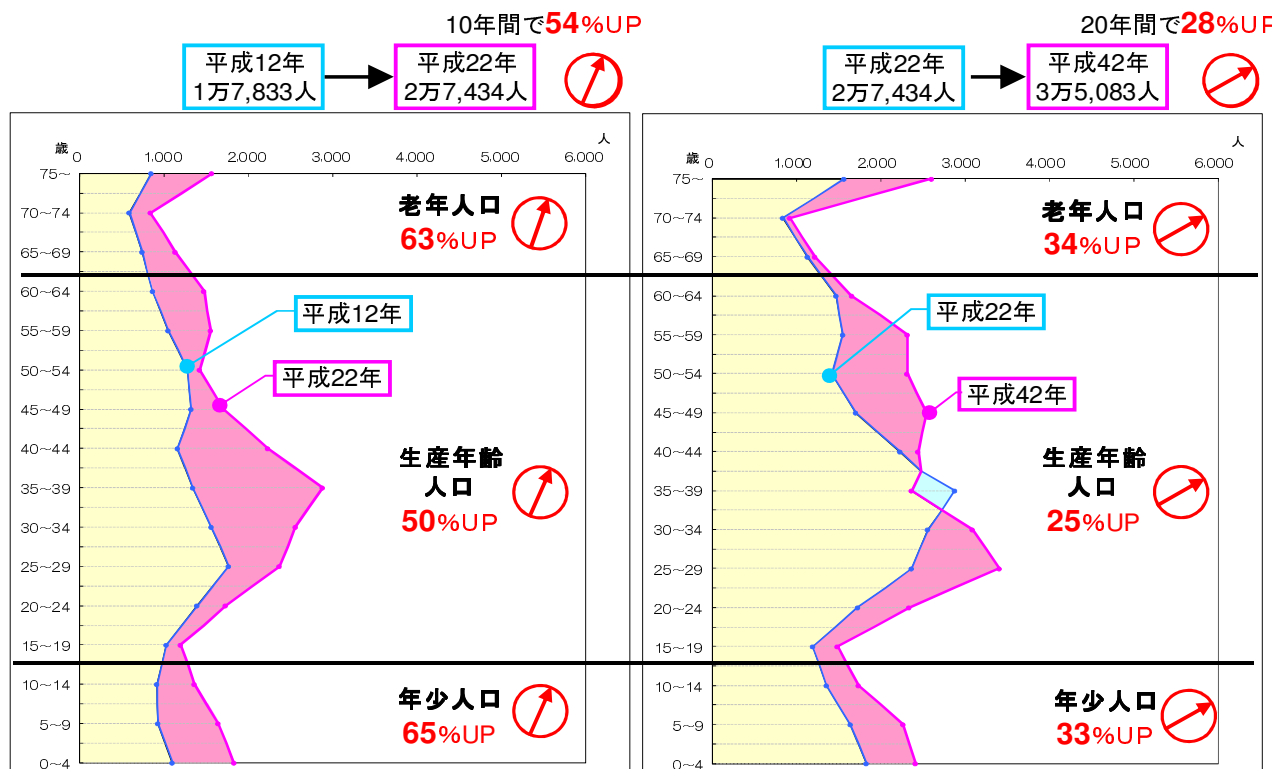 10年間で54%UP
平成12年
1万7,833人
平成22年
2万7,434人
歳
人
0
1,000
2,000
3,000
4,000
5,000
6,000
75～
70～74
65～69
60～64
55～59
50～54
45～49
40～44
35～39
30～34
25～29
20～24
15～19
10～14
5～9
0～4
老年人口
63%UP
平成12年
平成22年
生産年齢
人口
50%UP
年少人口
65%UP
20年間で28%UP
平成22年
2万7,434人
平成42年
3万5,083人
歳
人
0
1,000
2,000
3,000
4,000
5,000
6,000
75～
70～74
65～69
60～64
55～59
50～54
45～49
40～44
35～39
30～34
25～29
20～24
15～19
10～14
5～9
0～4
老年人口
34%UP
平成22年
平成42年
生産年齢
人口
25%UP
年少人口
33%UP